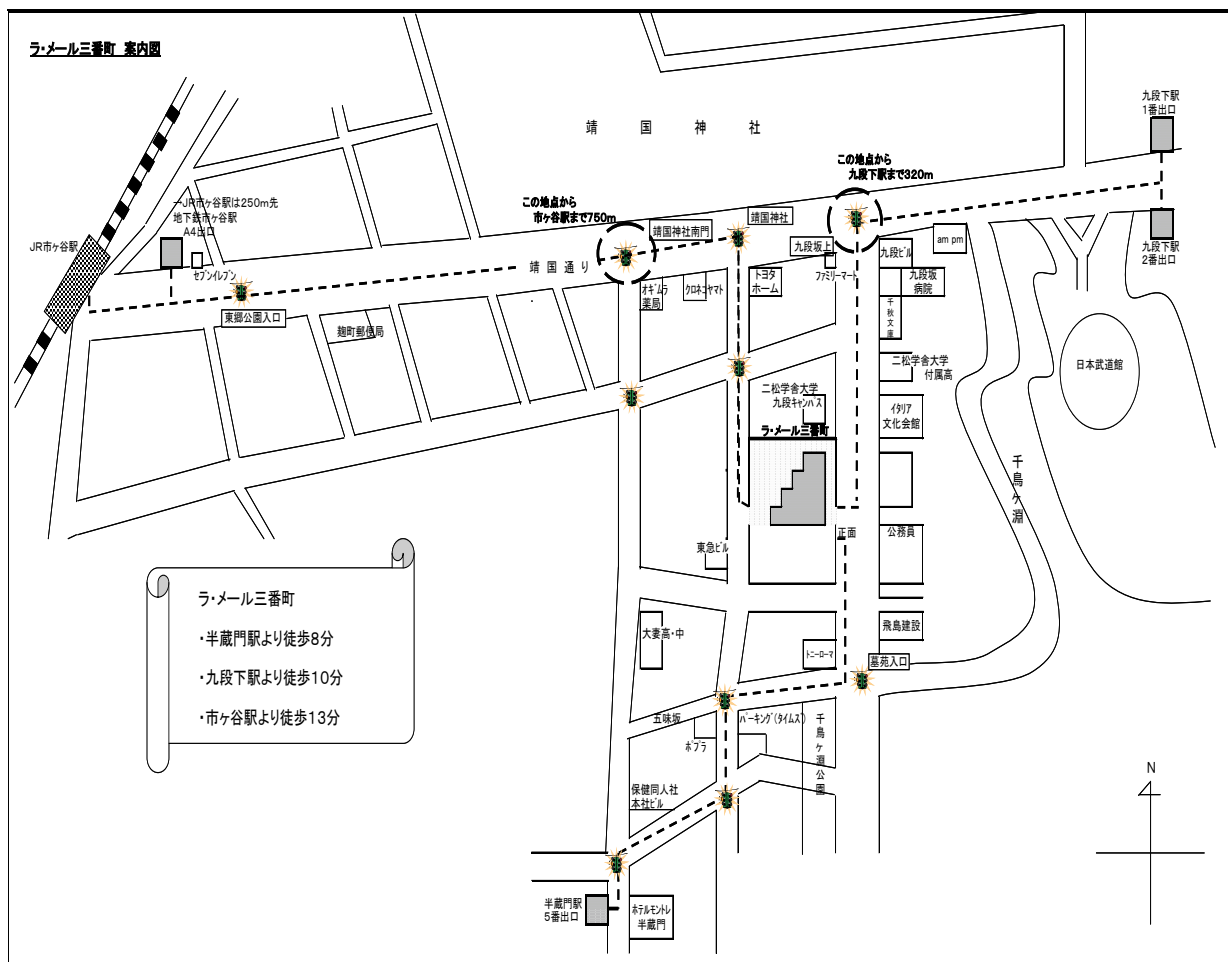 ラ・メール三番町 案内図
九段下駅
1番出口
靖 国 神 社
この地点から
九段下駅まで320m
この地点から
市ヶ谷駅まで750m
→JR市ヶ谷駅は250m先
地下鉄市ヶ谷駅
A4出口
JR市ヶ谷駅
セブンイレブン
靖国神社南門
靖国神社
九段坂上
九段ビル
am pm
九段下駅
2番出口
靖 国 通 り
オギムラ
薬局
クロネコヤマト
トヨタ
ホーム
ファミリーマート
九段坂
病院
千秋文庫
東郷公園入口
麹町郵便局
二松学舎大学
付属高
日本武道館
二松学舎大学
九段キャンパス
イタリア
文化会館
ラ・メール三番町
千鳥ヶ淵
正面
公務員
東急ビル
ラ・メール三番町
・半蔵門駅より徒歩8分
・九段下駅より徒歩10分
・市ヶ谷駅より徒歩13分
大妻高・中
飛島建設
トニーローマ
墓苑入口
五味坂
パーキング(タイムズ)
ポプラ
千鳥ヶ淵公園
保健同人社
本社ビル
N
半蔵門駅
5番出口
ホテルモントレ
半蔵門